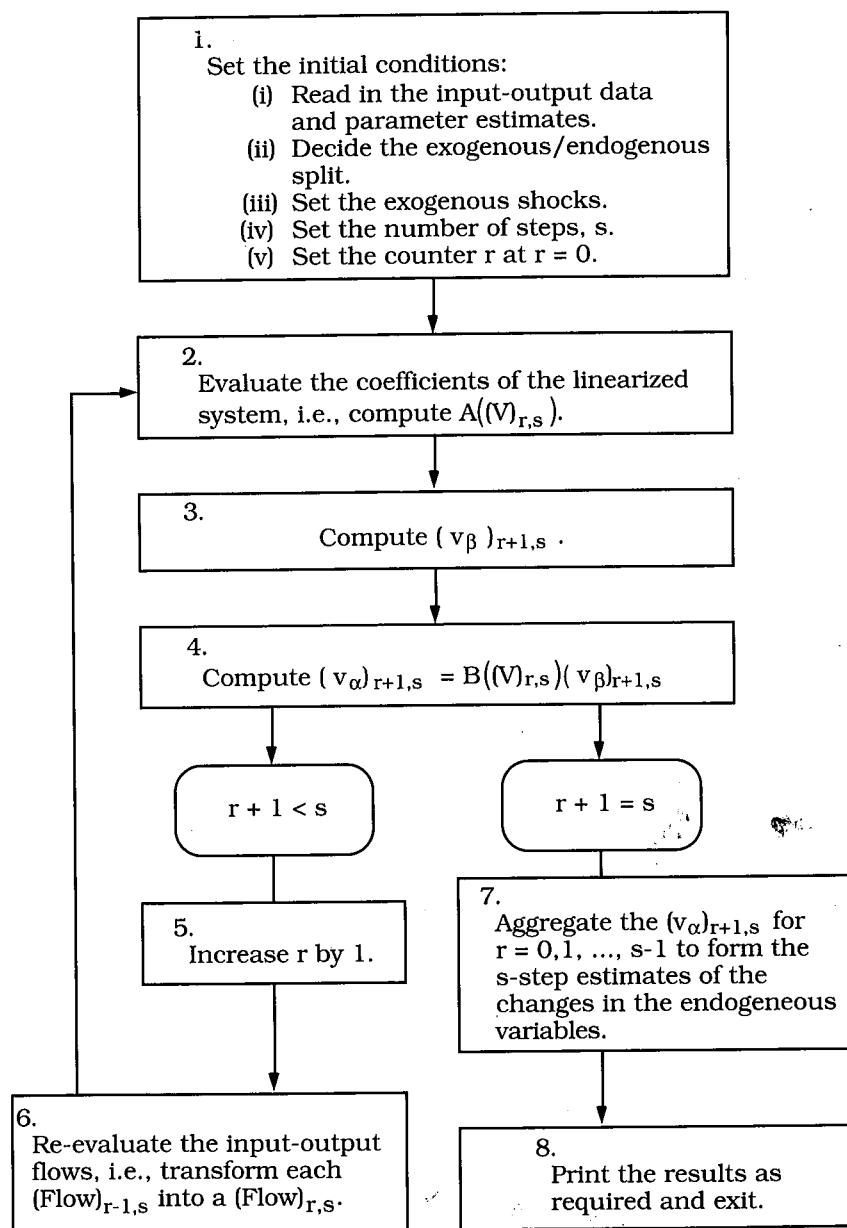 1.
Set the initial conditions:
(i) Read in the input-output data
and parameter estimates.
(ii) Decide the exogenous/endogenous
split.
(iii) Set the exogenous shocks.
(iv) Set the number of steps, s.
(v) Set the counter r at r = 0.
2.
Evaluate the coefficients of the linearized
system, i.e., compute A((V)r,s).
3.
Compute ( vβ )r+1,s .
4.
Compute ( vα)r+1,s = B((V)r,s)( vβ)r+1,s
r + 1 < s
r + 1 = s
5.
Increase r by 1.
7.
Aggregate the (vα)r+1,s for
r = 0,1, ..., s-1 to form the
s-step estimates of the
changes in the endogeneous
variables.
6.
Re-evaluate the input-output
flows, i.e., transform each
(Flow)r-1,s into a (Flow)r,s.
8.
Print the results as
required and exit.